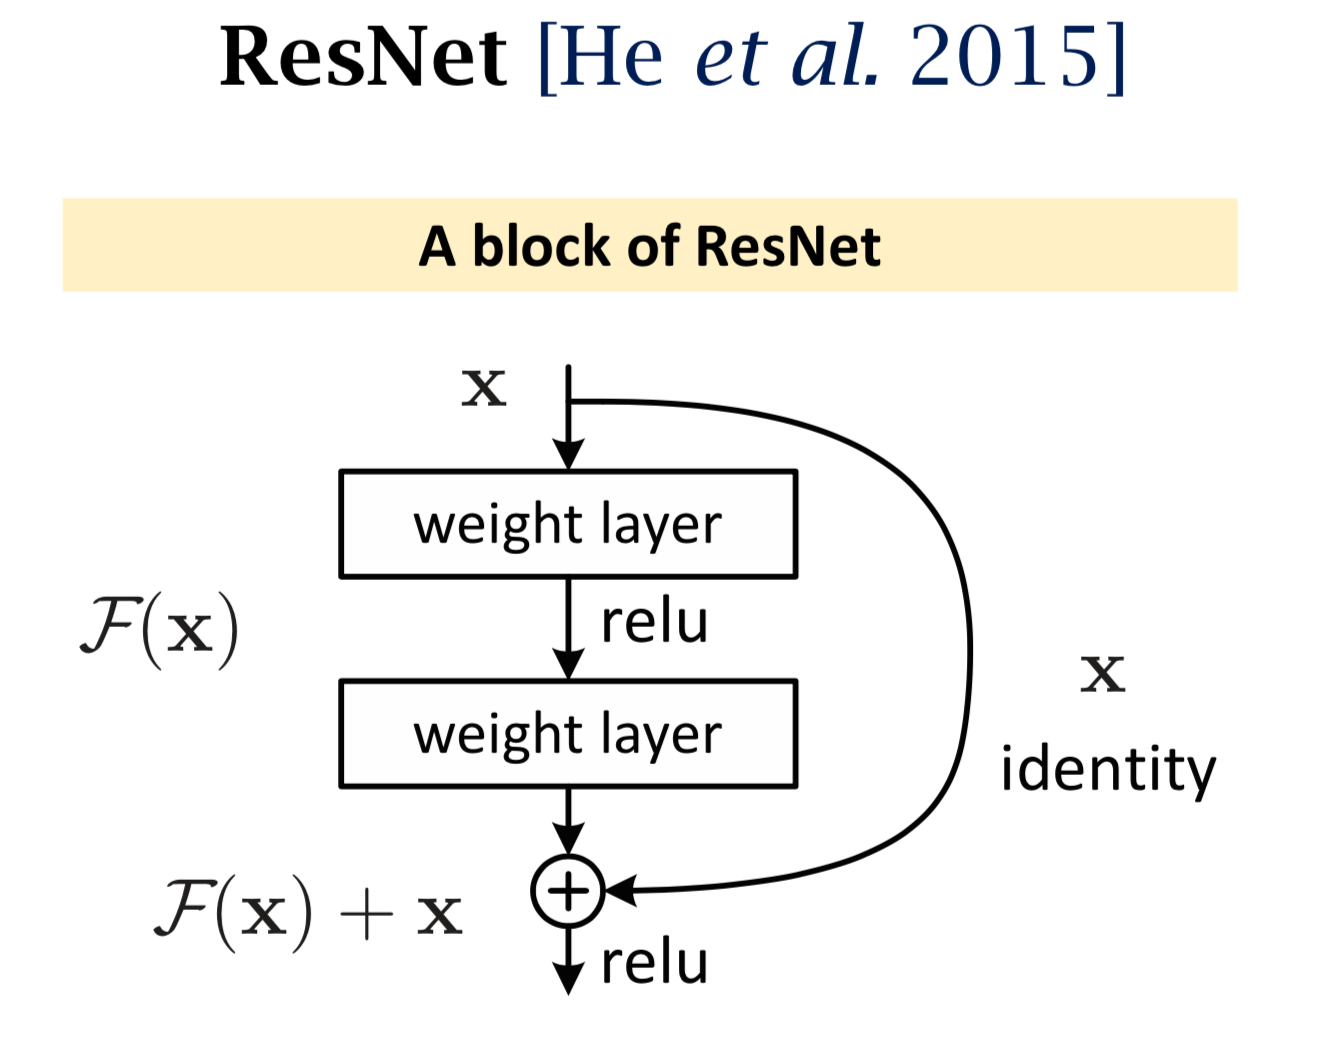 ResNet [He et al. 2015]
A block of ResNet
x
weight layer
F(x)
relu
x
weight layer
identity
F(x) + x
relu